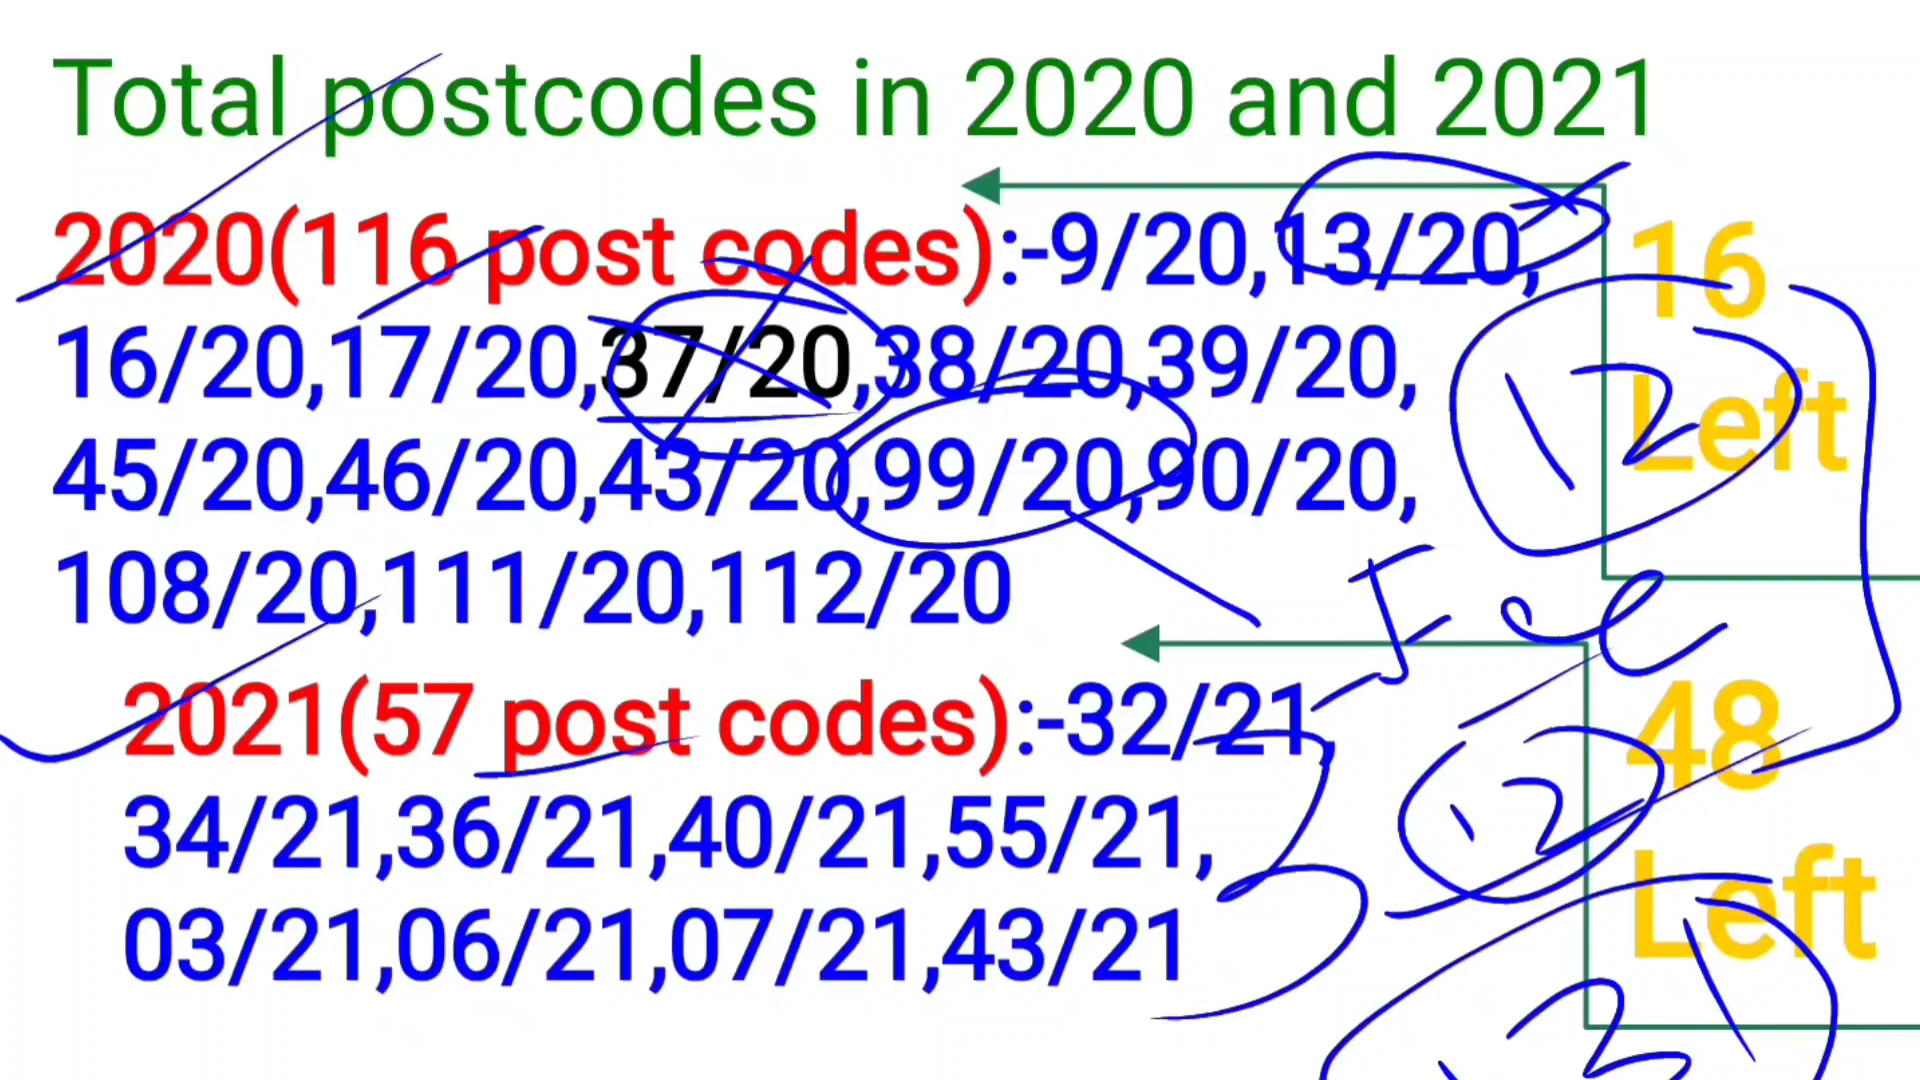 Total postcodes in 2020 and 2021
2020(116 post codes):-9/20,13/20,
16/20,17/20,37/20,38/20,39/20,
45/20,46/20,43/20,99/20,90/20,
108/20,111/20,112/20
16
Left
12
Fee
2021(57 post codes):-32/21,
34/21,36/21,40/21,55/21,
03/21,06/21,07/21,43/21
48
Left
12